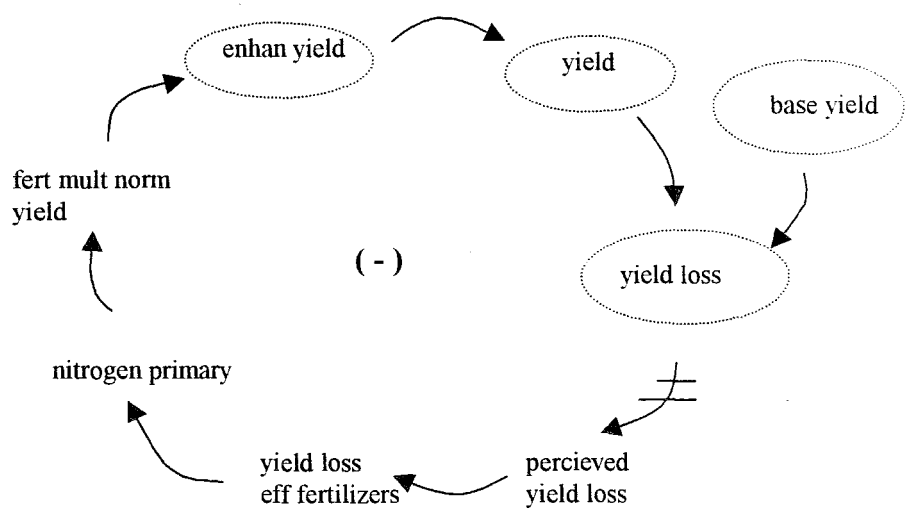 enhan yield
yield
base yield
fert mult norm
yield
( - )
yield loss
nitrogen primary
yield loss
eff fertilizers
percieved
yield loss